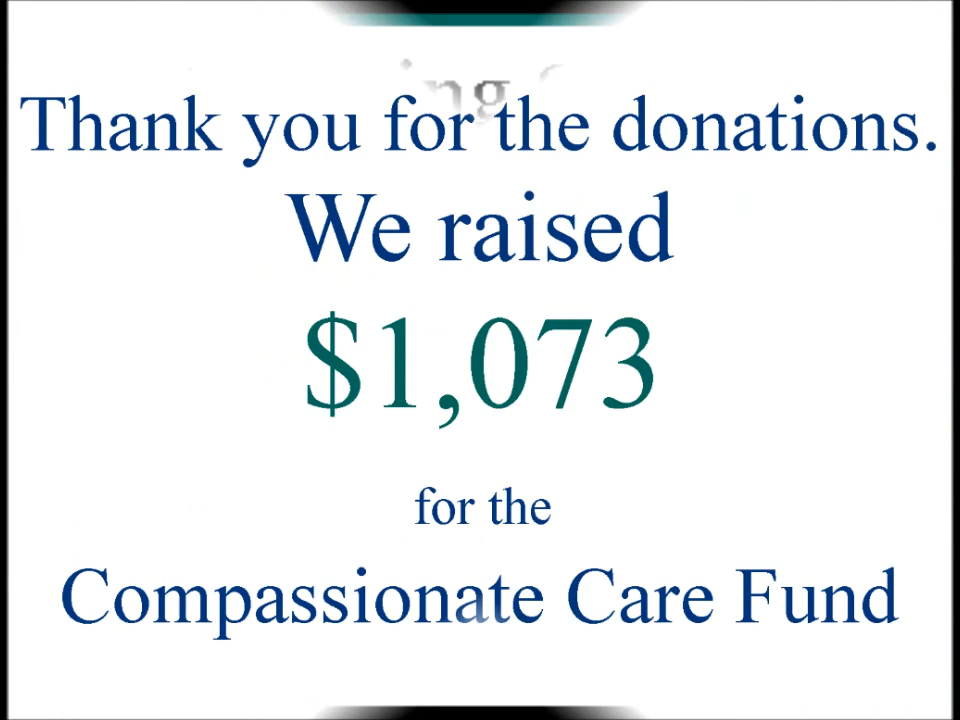 Thank you for the donations.
We raised
$1,073
for the
Compassionate Care Fund